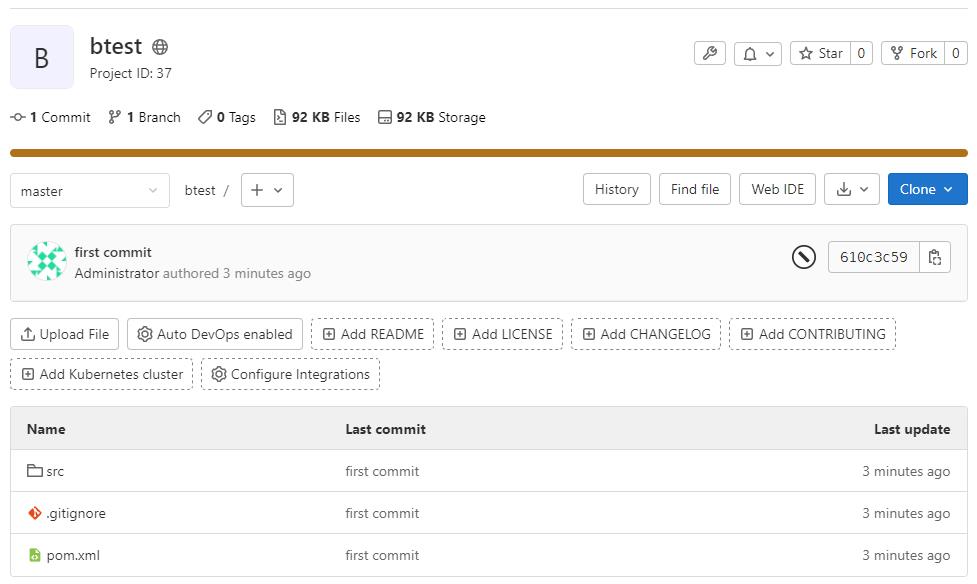 B
btest
Project ID: 37
Star 0 Fork 0
1 Commit 1 Branch 0 Tags 92 KB Files 92 KB Storage
master btest / History Find file Web IDE Clone
first commit
Administrator authored 3 minutes ago
610c3c59
Upload File Auto DevOps enabled Add README Add LICENSE Add CHANGELOG Add CONTRIBUTING
Add Kubernetes cluster Configure Integrations
Name Last commit Last update
src first commit 3 minutes ago
.gitignore first commit 3 minutes ago
pom.xml first commit 3 minutes ago